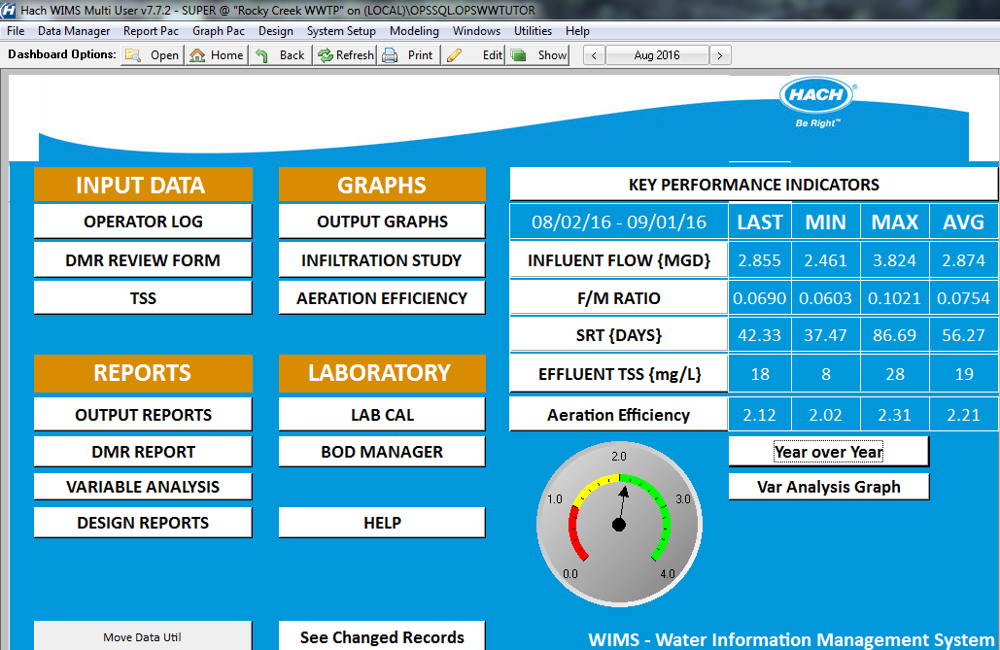 Hach WIMS Multi User v7.7.2 - SUPER @ "Rocky Creek WWTP" on (LOCAL)\OPSSQL.OPSWWTUTOR
File Data Manager Report Pac Graph Pac Design System Setup Modeling Windows Utilities Help
Dashboard Options: Open Home Back Refresh Print Edit Show < Aug 2016 >
HACH®
Be Right™
INPUT DATA
OPERATOR LOG
DMR REVIEW FORM
TSS
GRAPHS
OUTPUT GRAPHS
INFILTRATION STUDY
AERATION EFFICIENCY
REPORTS
OUTPUT REPORTS
DMR REPORT
VARIABLE ANALYSIS
DESIGN REPORTS
LABORATORY
LAB CAL
BOD MANAGER
HELP
KEY PERFORMANCE INDICATORS
08/02/16 - 09/01/16 LAST MIN MAX AVG
INFLUENT FLOW {MGD} 2.855 2.461 3.824 2.874
F/M RATIO 0.0690 0.0603 0.1021 0.0754
SRT {DAYS} 42.33 37.47 86.69 56.27
EFFLUENT TSS {mg/L} 18 8 28 19
Aeration Efficiency 2.12 2.02 2.31 2.21
Year over Year
Var Analysis Graph
2.0
1.0 3.0
0.0 4.0
Move Data Util
See Changed Records
WIMS - Water Information Management System